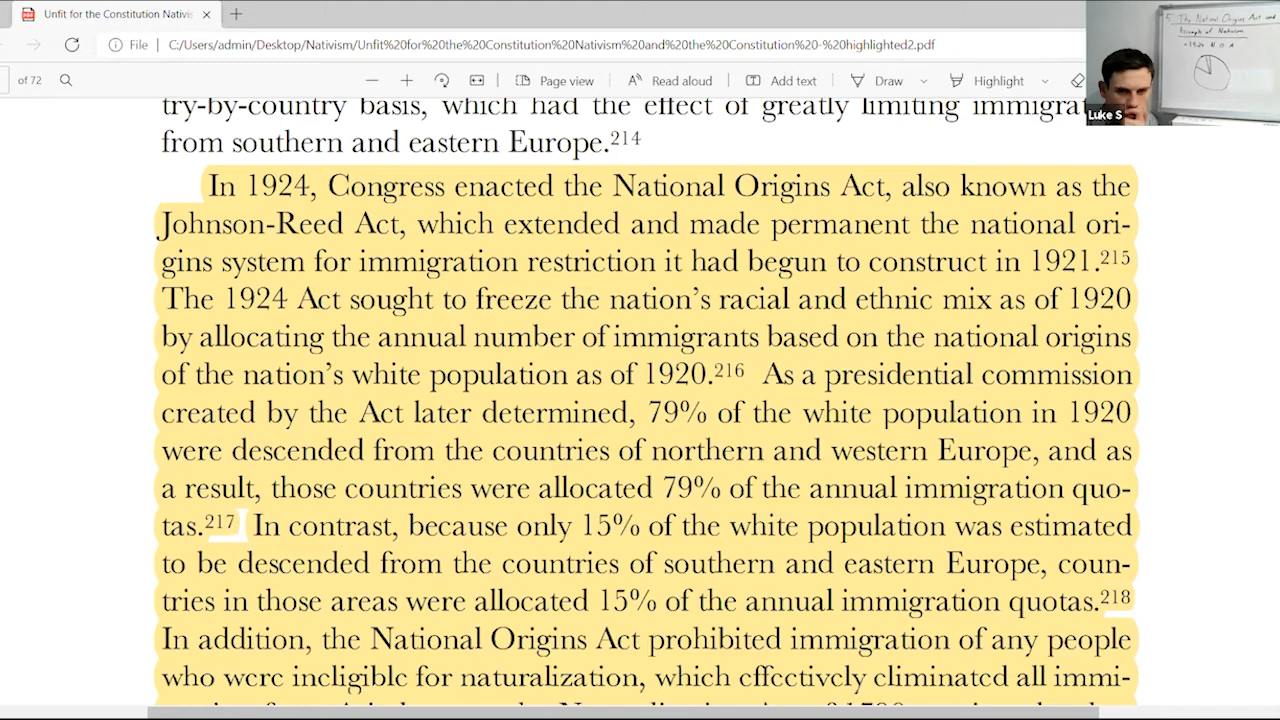 Unfit for the Constitution Nativis
File
C:/Users/admin/Desktop/Nativism/Unfit%20for%20the%20Constitution%20Nativism%20and%20the%20Constitution%20-%20highlighted2.pdf
of 72
Page view
Read aloud
Add text
Draw
Highlight
5. The National Origins Act and
Triumph of Nativism
- 1924 N O A
Luke S
try-by-country basis, which had the effect of greatly limiting immigrat
from southern and eastern Europe.214
In 1924, Congress enacted the National Origins Act, also known as the
Johnson-Reed Act, which extended and made permanent the national ori-
gins system for immigration restriction it had begun to construct in 1921.215
The 1924 Act sought to freeze the nation's racial and ethnic mix as of 1920
by allocating the annual number of immigrants based on the national origins
of the nation's white population as of 1920.216 As a presidential commission
created by the Act later determined, 79% of the white population in 1920
were descended from the countries of northern and western Europe, and as
a result, those countries were allocated 79% of the annual immigration quo-
tas.217 In contrast, because only 15% of the white population was estimated
to be descended from the countries of southern and eastern Europe, coun-
tries in those areas were allocated 15% of the annual immigration quotas.218
In addition, the National Origins Act prohibited immigration of any people
who were ineligible for naturalization, which effectively eliminated all immi-